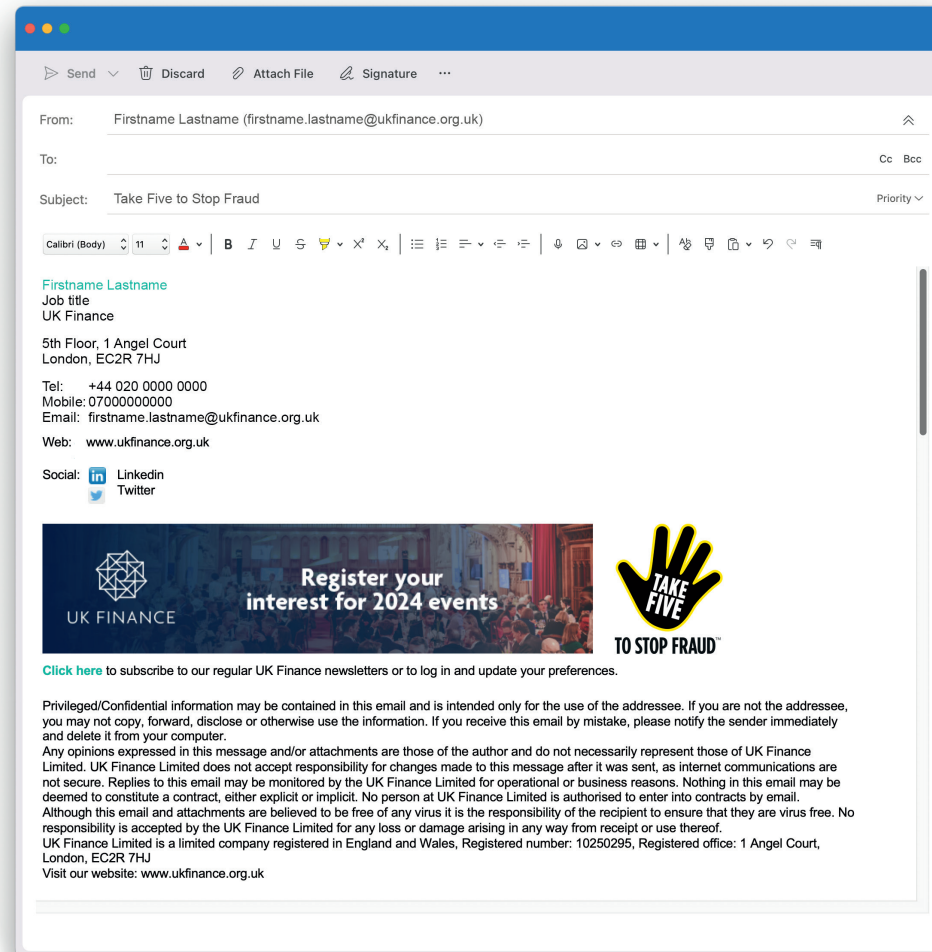 Send
Discard
Attach File
Signature
...
From: Firstname Lastname (firstname.lastname@ukfinance.org.uk)
To:
Cc Bcc
Subject: Take Five to Stop Fraud
Priority
Calibri (Body) 11 A B I U S X² X₂
Firstname Lastname
Job title
UK Finance
5th Floor, 1 Angel Court
London, EC2R 7HJ
Tel: +44 020 0000 0000
Mobile: 07000000000
Email: firstname.lastname@ukfinance.org.uk
Web: www.ukfinance.org.uk
Social: in Linkedin
Twitter
UK FINANCE
Register your
interest for 2024 events
TAKE
FIVE
TO STOP FRAUD™
Click here to subscribe to our regular UK Finance newsletters or to log in and update your preferences.
Privileged/Confidential information may be contained in this email and is intended only for the use of the addressee. If you are not the addressee,
you may not copy, forward, disclose or otherwise use the information. If you receive this email by mistake, please notify the sender immediately
and delete it from your computer.
Any opinions expressed in this message and/or attachments are those of the author and do not necessarily represent those of UK Finance
Limited. UK Finance Limited does not accept responsibility for changes made to this message after it was sent, as internet communications are
not secure. Replies to this email may be monitored by the UK Finance Limited for operational or business reasons. Nothing in this email may be
deemed to constitute a contract, either explicit or implicit. No person at UK Finance Limited is authorised to enter into contracts by email.
Although this email and attachments are believed to be free of any virus it is the responsibility of the recipient to ensure that they are virus free. No
responsibility is accepted by the UK Finance Limited for any loss or damage arising in any way from receipt or use thereof.
UK Finance Limited is a limited company registered in England and Wales, Registered number: 10250295, Registered office: 1 Angel Court,
London, EC2R 7HJ
Visit our website: www.ukfinance.org.uk